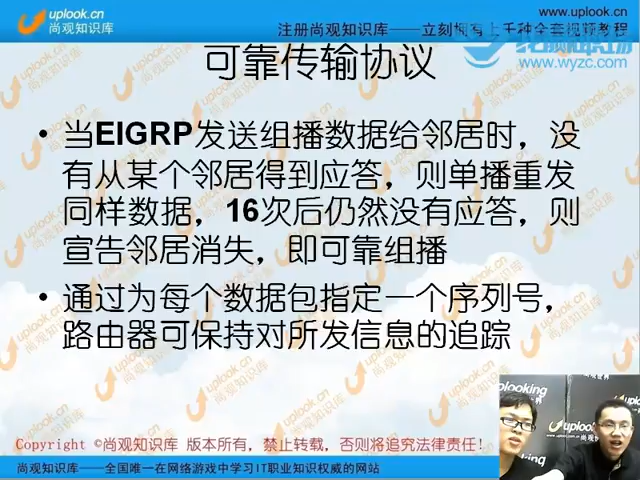 uplook.cn
尚观知识库
www.uplook.cn
注册尚观知识库——立刻拥有上千种全套视频教程
www.wyzc.com
可靠传输协议
• 当EIGRP发送组播数据给邻居时，没
有从某个邻居得到应答，则单播重发
同样数据，16次后仍然没有应答，则
宣告邻居消失，即可靠组播
• 通过为每个数据包指定一个序列号，
路由器可保持对所发信息的追踪
uplooking
uplooking
Copyright ©尚观知识库 版本所有，禁止转载，否则将追究法律责任！
尚观知识库——全国唯一在网络游戏中学习IT职业知识权威的网站